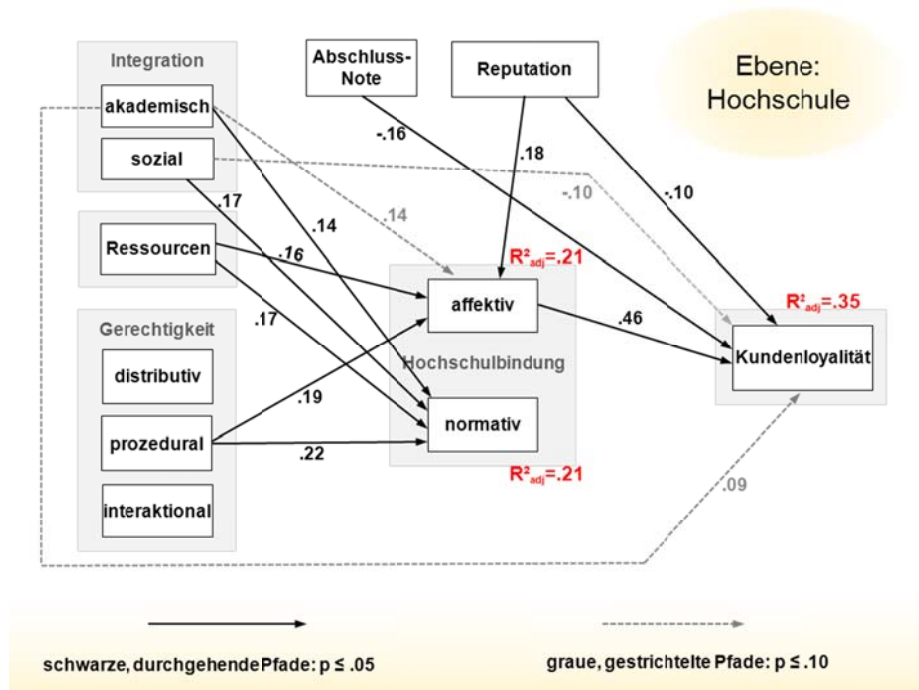 Integration
Abschluss-
Note
Reputation
Ebene:
Hochschule
akademisch
sozial
-.16
.18
-.10
-.10
.17
.14
.14
Ressourcen
.16
R²adj=.21
.17
affektiv
.46
R²adj=.35
Gerechtigkeit
Hochschulbindung
Kundenloyalität
distributiv
.19
prozedural
normativ
.22
R²adj=.21
.09
interaktional
schwarze, durchgehende Pfade: p ≤ .05
graue, gestrichtelte Pfade: p ≤ .10